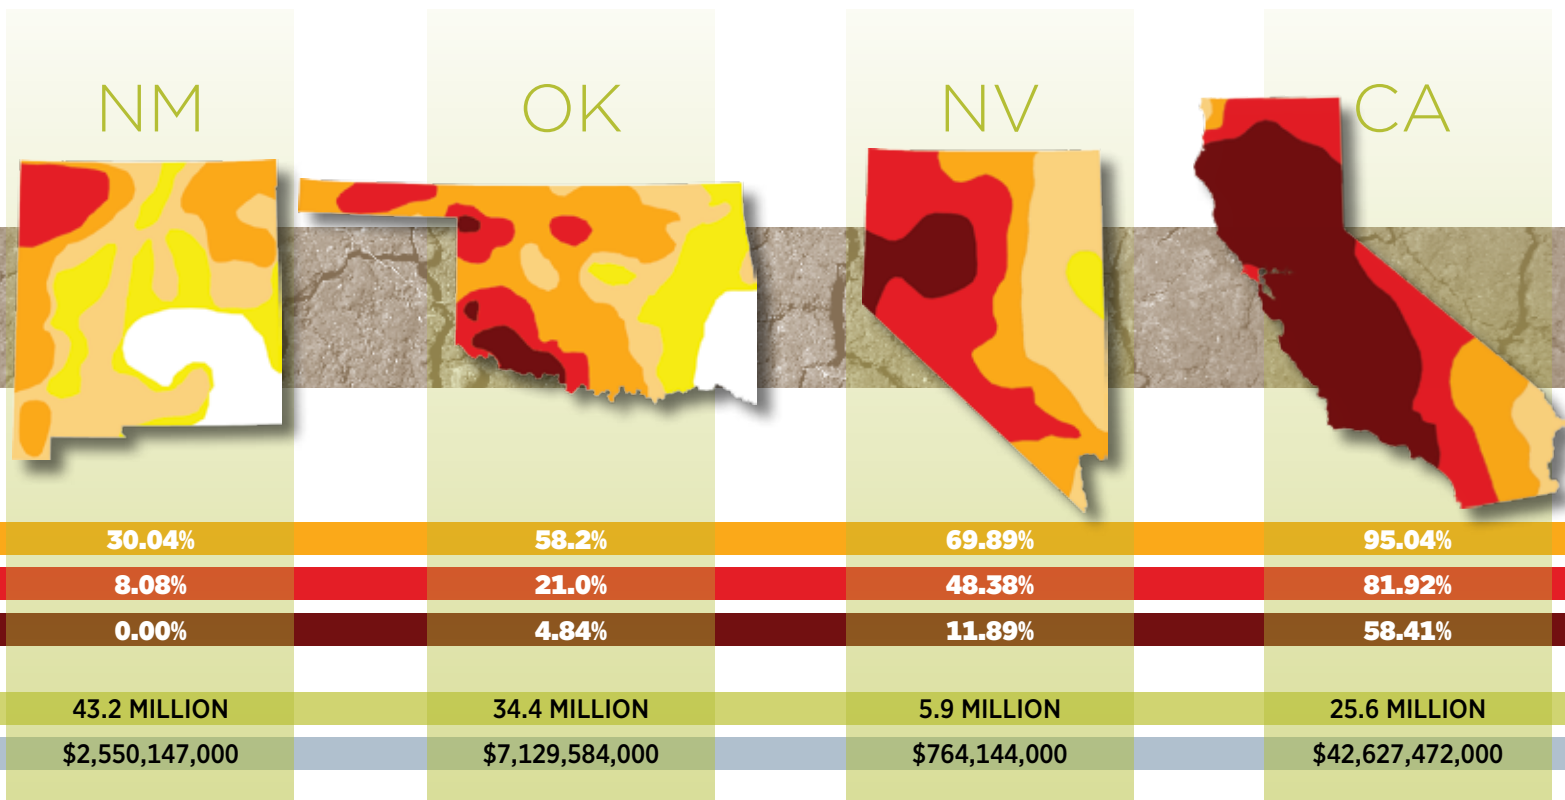 NM OK NV CA
30.04% 58.2% 69.89% 95.04%
8.08% 21.0% 48.38% 81.92%
0.00% 4.84% 11.89% 58.41%
43.2 MILLION 34.4 MILLION 5.9 MILLION 25.6 MILLION
$2,550,147,000 $7,129,584,000 $764,144,000 $42,627,472,000